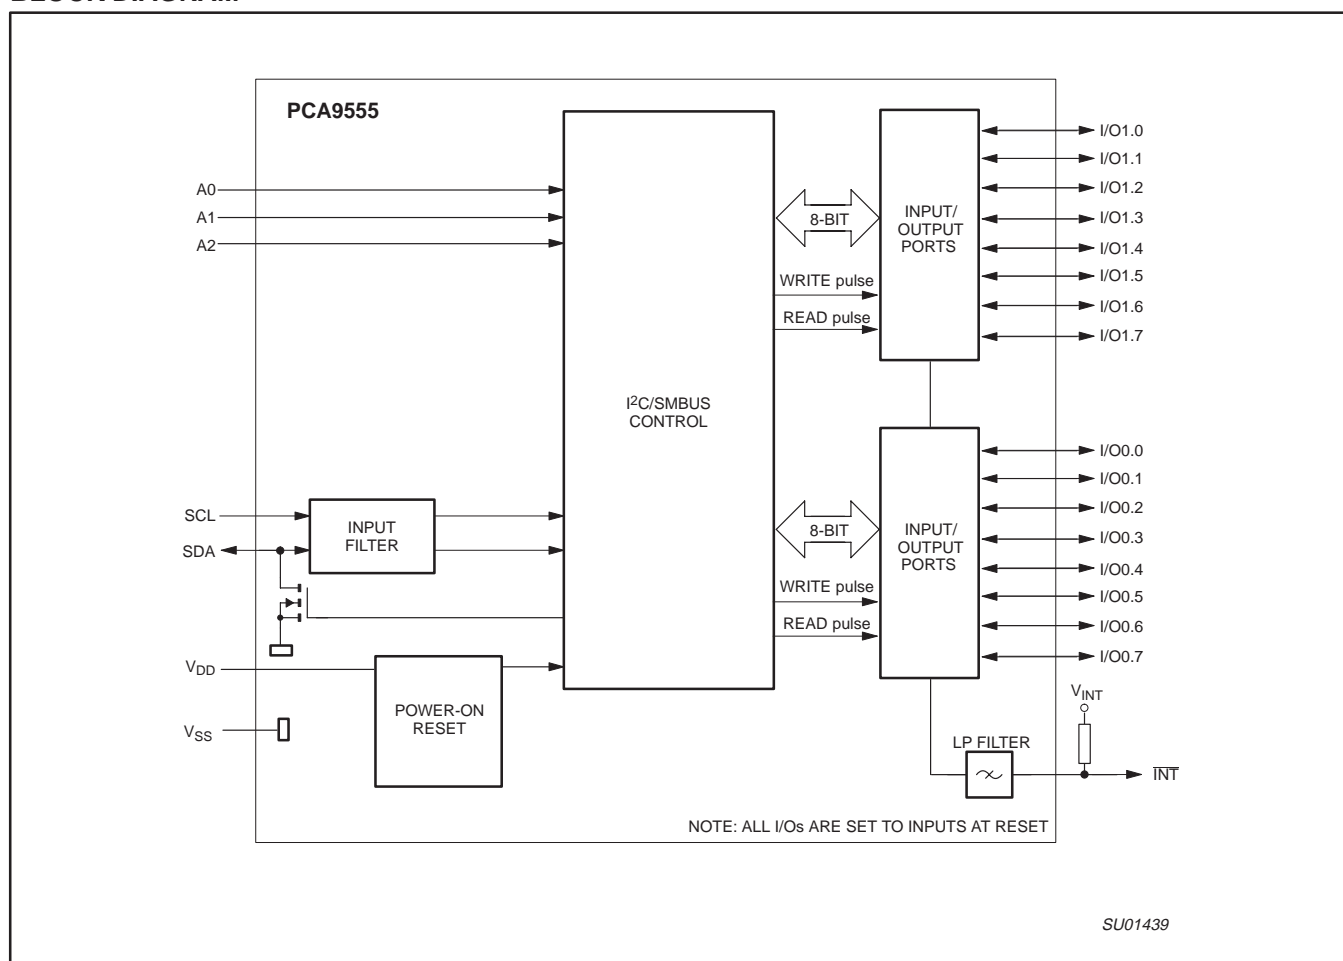 BLOCK DIAGRAM
PCA9555
A0
A1
A2
SCL
SDA
VDD
VSS
INPUT
FILTER
POWER-ON
RESET
I2C/SMBUS
CONTROL
8-BIT
WRITE pulse
READ pulse
INPUT/
OUTPUT
PORTS
I/O1.0
I/O1.1
I/O1.2
I/O1.3
I/O1.4
I/O1.5
I/O1.6
I/O1.7
8-BIT
WRITE pulse
READ pulse
INPUT/
OUTPUT
PORTS
I/O0.0
I/O0.1
I/O0.2
I/O0.3
I/O0.4
I/O0.5
I/O0.6
I/O0.7
VINT
LP FILTER
INT
NOTE: ALL I/Os ARE SET TO INPUTS AT RESET
SU01439